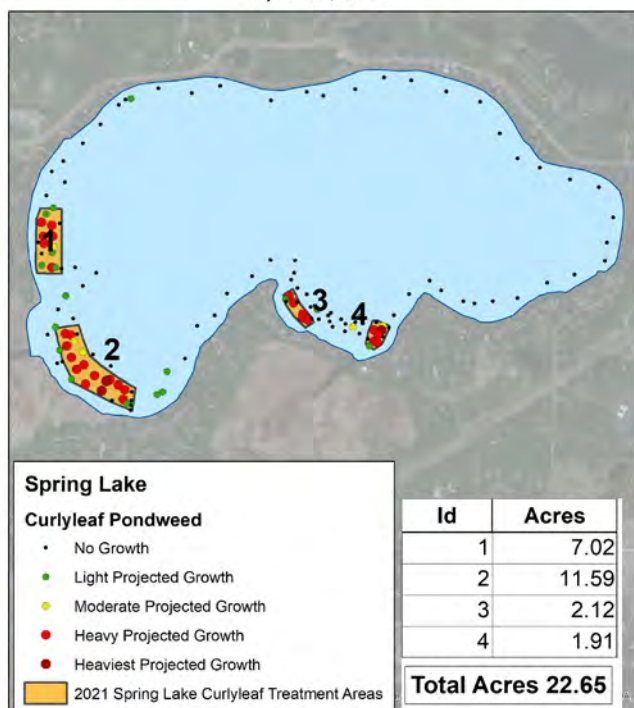 1
2
3
4
Spring Lake
Curlyleaf Pondweed
No Growth
Light Projected Growth
Moderate Projected Growth
Heavy Projected Growth
Heaviest Projected Growth
2021 Spring Lake Curlyleaf Treatment Areas
Id Acres
1 7.02
2 11.59
3 2.12
4 1.91
Total Acres 22.65